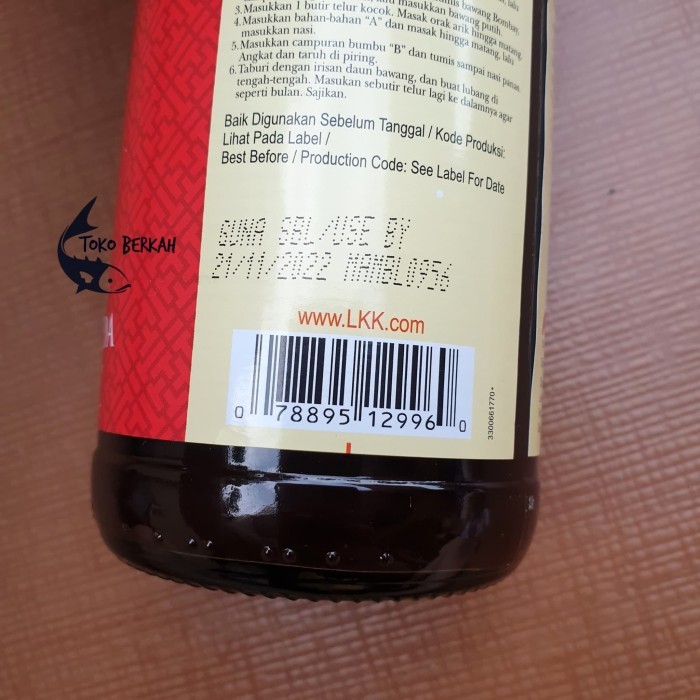 masukkan bawang putih.
3.Masukkan 1 butir telur kocok. Masak orak arik hingga matang,
4.Masukkan bahan-bahan "A" dan masak hingga matang, lalu
masukkan nasi.
5.Masukkan campuran bumbu "B" dan tumis sampai nasi panas.
Angkat dan taruh di piring.
6.Taburi dengan irisan daun bawang, dan buat lubang di
tengah-tengah. Masukan sebutir telur lagi ke dalamnya agar
seperti bulan. Sajikan.
Baik Digunakan Sebelum Tanggal / Kode Produksi:
Lihat Pada Label /
Best Before / Production Code: See Label For Date
GUNA SBL/USE BY
21/11/2022 MAMBL0956
www.LKK.com
0 78895 12996 0
3300661770+
TOKO BERKAH